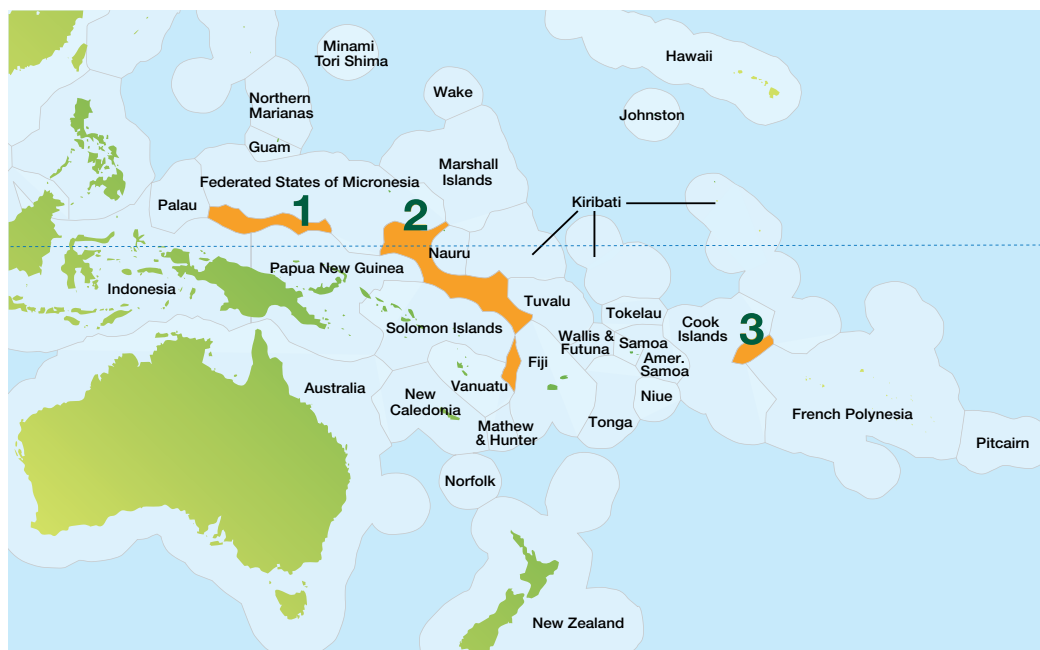 Minami
Tori Shima
Hawaii
Wake
Northern
Marianas
Johnston
Guam
Marshall
Islands
Federated States of Micronesia
Palau
1
2
Kiribati
Nauru
Papua New Guinea
Indonesia
Tuvalu
Tokelau
Solomon Islands
Cook
Islands
3
Wallis &
Futuna
Samoa
Amer.
Samoa
Fiji
Vanuatu
Australia
New
Caledonia
Niue
Mathew
& Hunter
Tonga
French Polynesia
Pitcairn
Norfolk
New Zealand